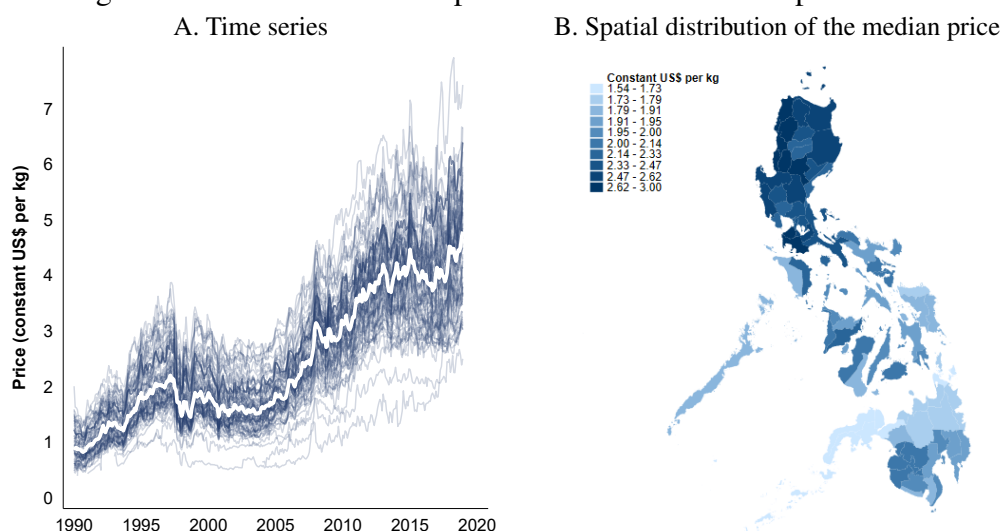 A. Time series
B. Spatial distribution of the median price
Price (constant US$ per kg)
7
6
5
4
3
2
1
0
1990 1995 2000 2005 2010 2015 2020
Constant US$ per kg
1.54 - 1.73
1.73 - 1.79
1.79 - 1.91
1.91 - 1.95
1.95 - 2.00
2.00 - 2.14
2.14 - 2.33
2.33 - 2.47
2.47 - 2.62
2.62 - 3.00